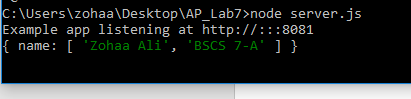 C:\Users\zohaa\Desktop\AP_Lab7>node server.js
Example app listening at http://:::8081
{ name: [ 'Zohaa Ali', 'BSCS 7-A' ] }